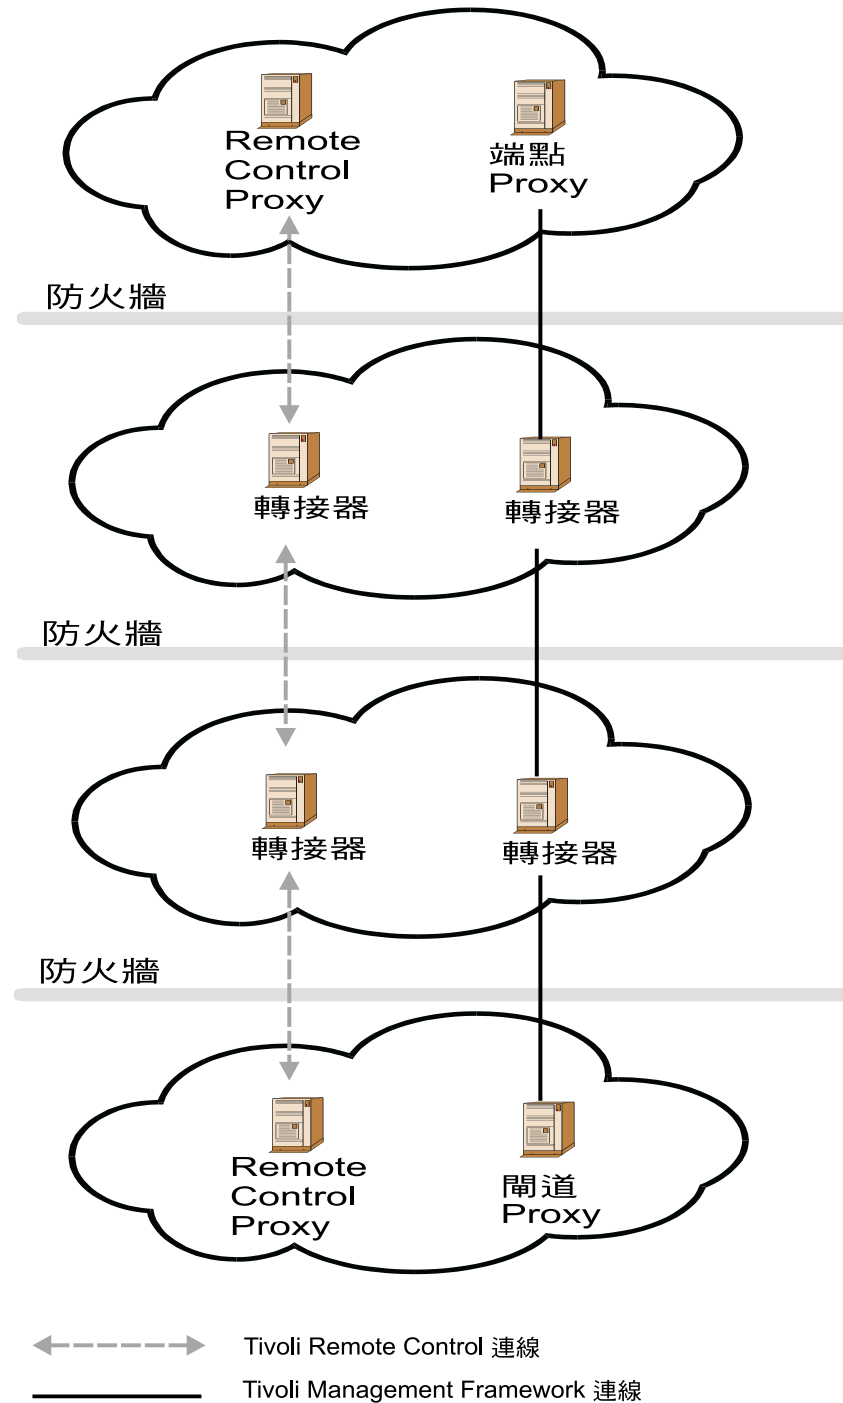 Remote
Control
Proxy
端點
Proxy
防火牆
轉接器
轉接器
防火牆
轉接器
轉接器
防火牆
Remote
Control
Proxy
閘道
Proxy
Tivoli Remote Control 連線
Tivoli Management Framework 連線